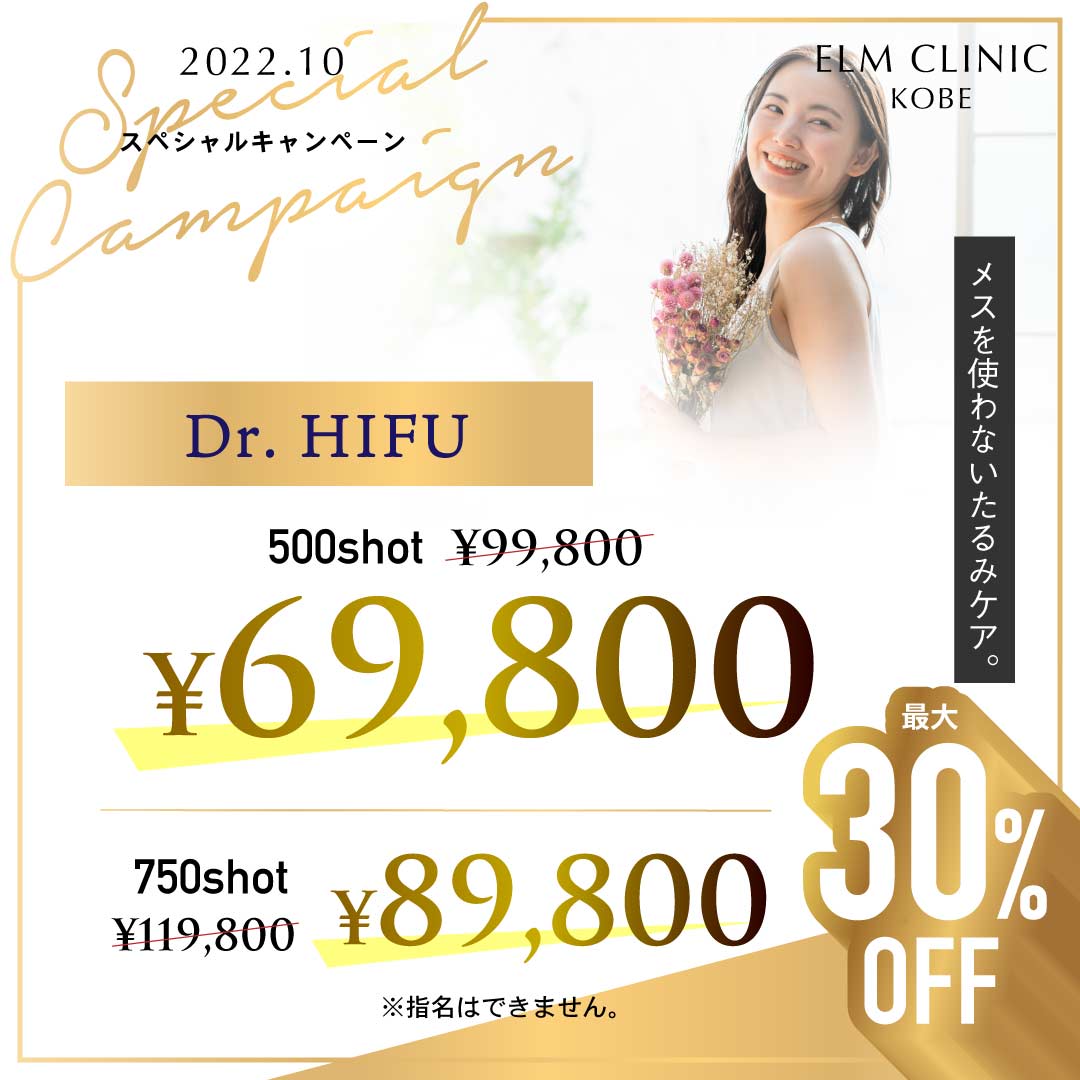 2022.10
Special
スペシャルキャンペーン
Campaign
ELM CLINIC
KOBE
メスを使わないたるみケア。
Dr. HIFU
500shot ¥99,800
¥69,800
750shot
¥119,800
¥89,800
※指名はできません。
最大
30%
OFF